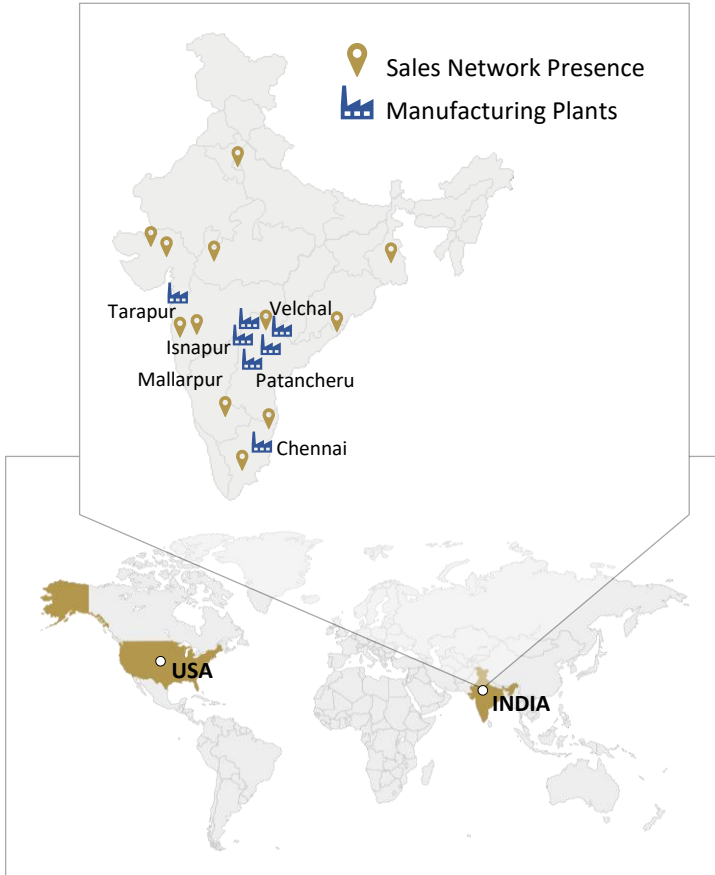 Sales Network Presence
Manufacturing Plants
Tarapur
Velchal
Isnapur
Mallarpur
Patancheru
Chennai
USA
INDIA